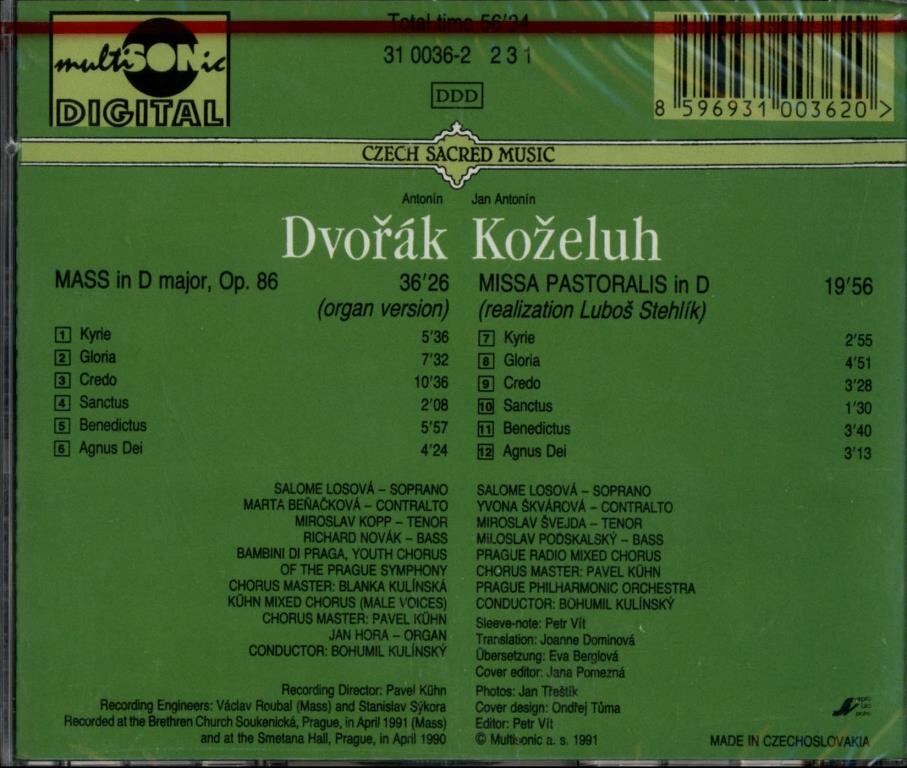 multiSONic
DIGITAL
Total time 56'24
31 0036-2 2 3 1
DDD
8 596931 003620 >
CZECH SACRED MUSIC
Antonín
Dvořák
MASS in D major, Op. 86 36'26
(organ version)
1 Kyrie 5'36
2 Gloria 7'32
3 Credo 10'36
4 Sanctus 2'08
5 Benedictus 5'57
6 Agnus Dei 4'24
SALOME LOSOVÁ – SOPRANO
MARTA BEŇAČKOVÁ – CONTRALTO
MIROSLAV KOPP – TENOR
RICHARD NOVÁK – BASS
BAMBINI DI PRAGA, YOUTH CHORUS
OF THE PRAGUE SYMPHONY
CHORUS MASTER: BLANKA KULÍNSKÁ
KÜHN MIXED CHORUS (MALE VOICES)
CHORUS MASTER: PAVEL KÜHN
JAN HORA – ORGAN
CONDUCTOR: BOHUMIL KULÍNSKÝ
Recording Director: Pavel Kühn
Recording Engineers: Václav Roubal (Mass) and Stanislav Sýkora
Recorded at the Brethren Church Soukenická, Prague, in April 1991 (Mass)
and at the Smetana Hall, Prague, in April 1990
Jan Antonín
Koželuh
MISSA PASTORALIS in D 19'56
(realization Luboš Stehlík)
7 Kyrie 2'55
8 Gloria 4'51
9 Credo 3'28
10 Sanctus 1'30
11 Benedictus 3'40
12 Agnus Dei 3'13
SALOME LOSOVÁ – SOPRANO
YVONA ŠKVÁROVÁ – CONTRALTO
MIROSLAV ŠVEJDA – TENOR
MILOSLAV PODSKALSKÝ – BASS
PRAGUE RADIO MIXED CHORUS
CHORUS MASTER: PAVEL KÜHN
PRAGUE PHILHARMONIC ORCHESTRA
CONDUCTOR: BOHUMIL KULÍNSKÝ
Sleeve-note: Petr Vít
Translation: Joanne Dominová
Übersetzung: Eva Berglová
Cover editor: Jana Pomezná
Photos: Jan Třeštík
Cover design: Ondřej Tůma
Editor: Petr Vít
© Multisonic a. s. 1991
MADE IN CZECHOSLOVAKIA